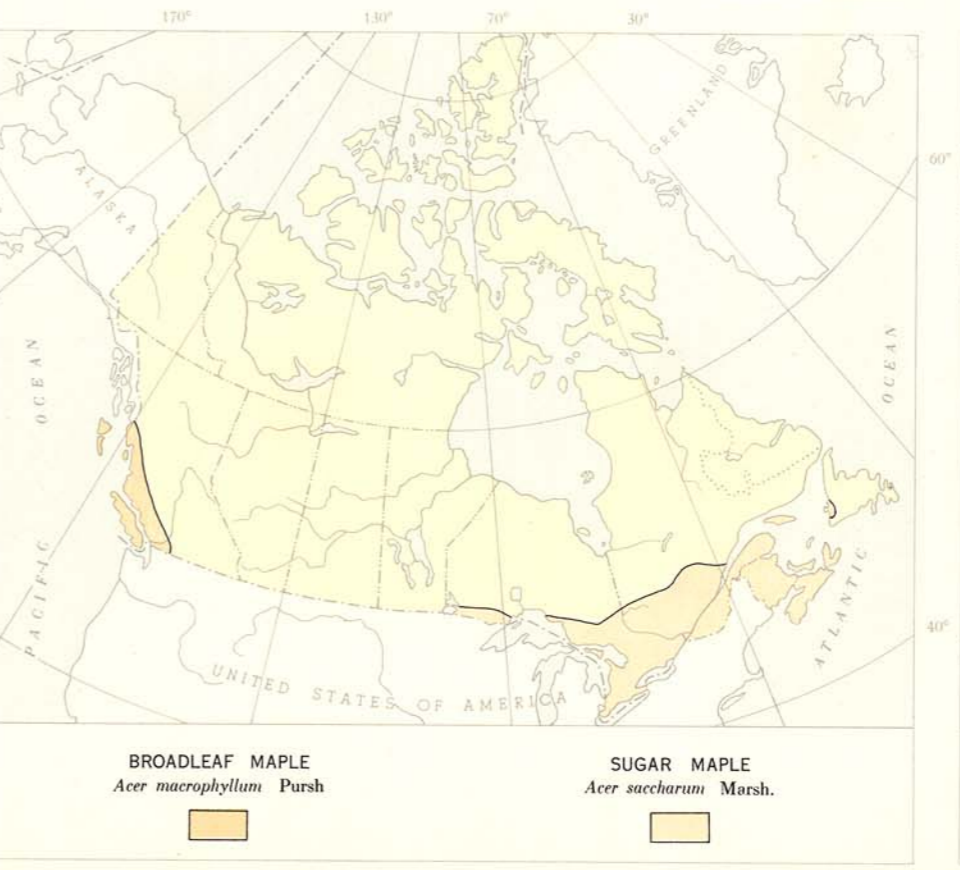 170° 130° 70° 30°
GREENLAND
60°
ALASKA
OCEAN
OCEAN
PACIFIC
ATLANTIC
40°
UNITED STATES OF AMERICA
BROADLEAF MAPLE
Acer macrophyllum Pursh
SUGAR MAPLE
Acer saccharum Marsh.